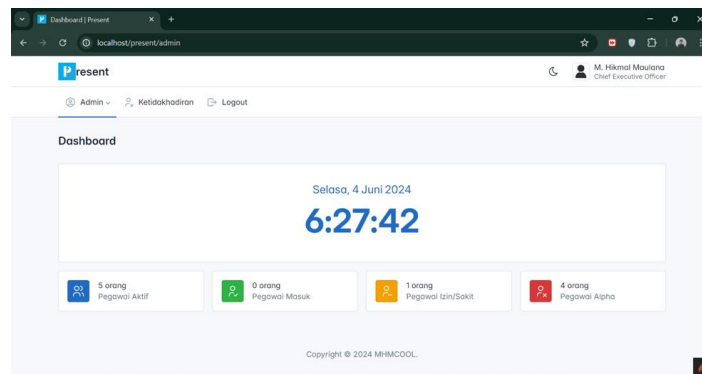 Dashboard | Present
localhost/present/admin
Present
M. Hikmal Maulana
Chief Executive Officer
Admin
Ketidakhadiran
Logout
Dashboard
Selasa, 4 Juni 2024
6:27:42
5 orang
Pegawai Aktif
0 orang
Pegawai Masuk
1 orang
Pegawai Izin/Sakit
4 orang
Pegawai Alpha
Copyright © 2024 MHMCOOL.